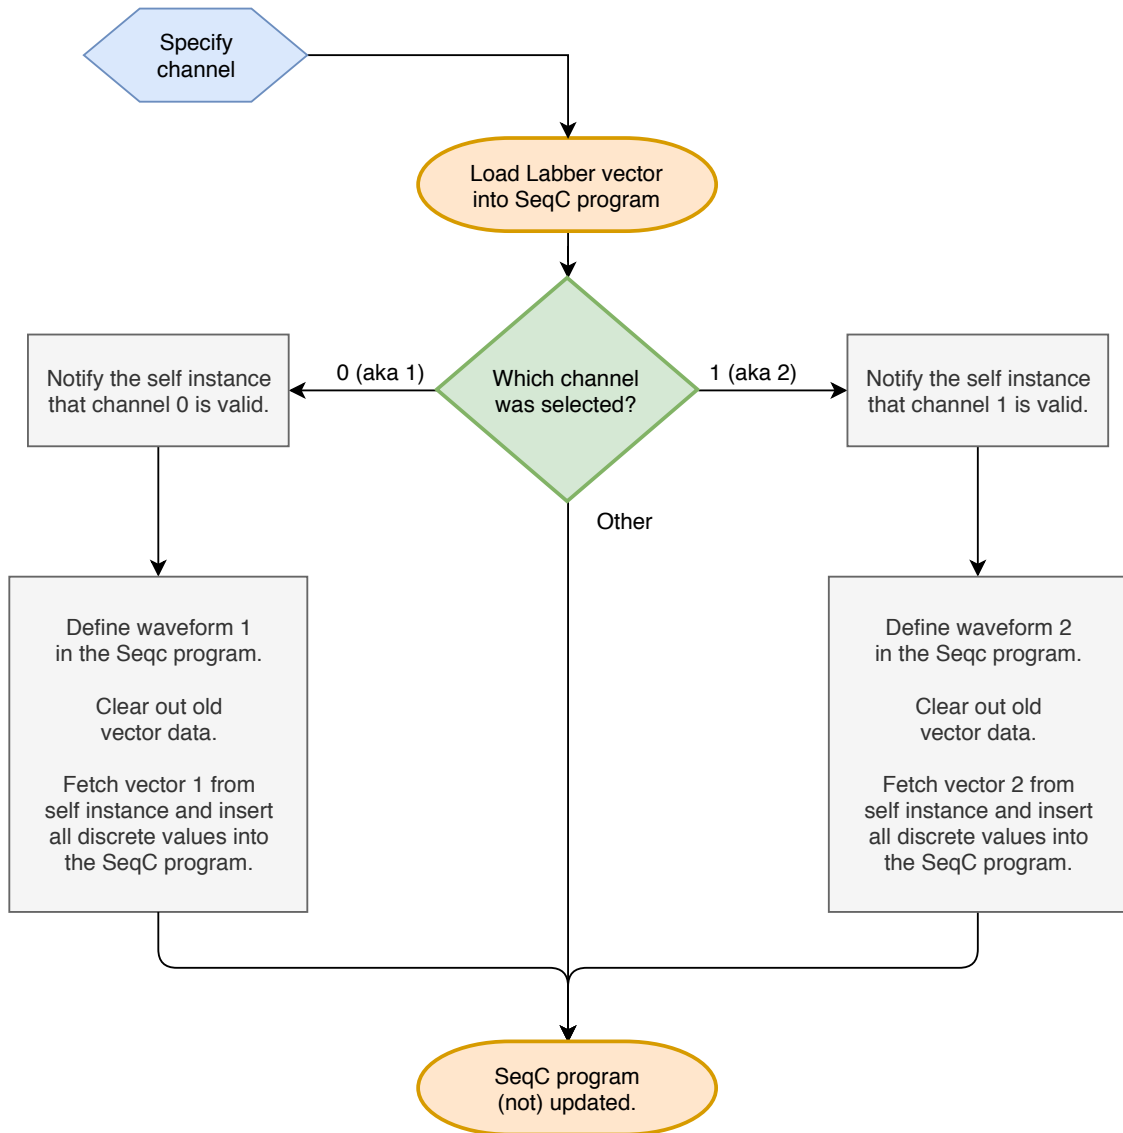 Specify
channel
Load Labber vector
into SeqC program
Which channel
was selected?
0 (aka 1)
1 (aka 2)
Other
Notify the self instance
that channel 0 is valid.
Notify the self instance
that channel 1 is valid.
Define waveform 1
in the Seqc program.
Clear out old
vector data.
Fetch vector 1 from
self instance and insert
all discrete values into
the SeqC program.
Define waveform 2
in the Seqc program.
Clear out old
vector data.
Fetch vector 2 from
self instance and insert
all discrete values into
the SeqC program.
SeqC program
(not) updated.